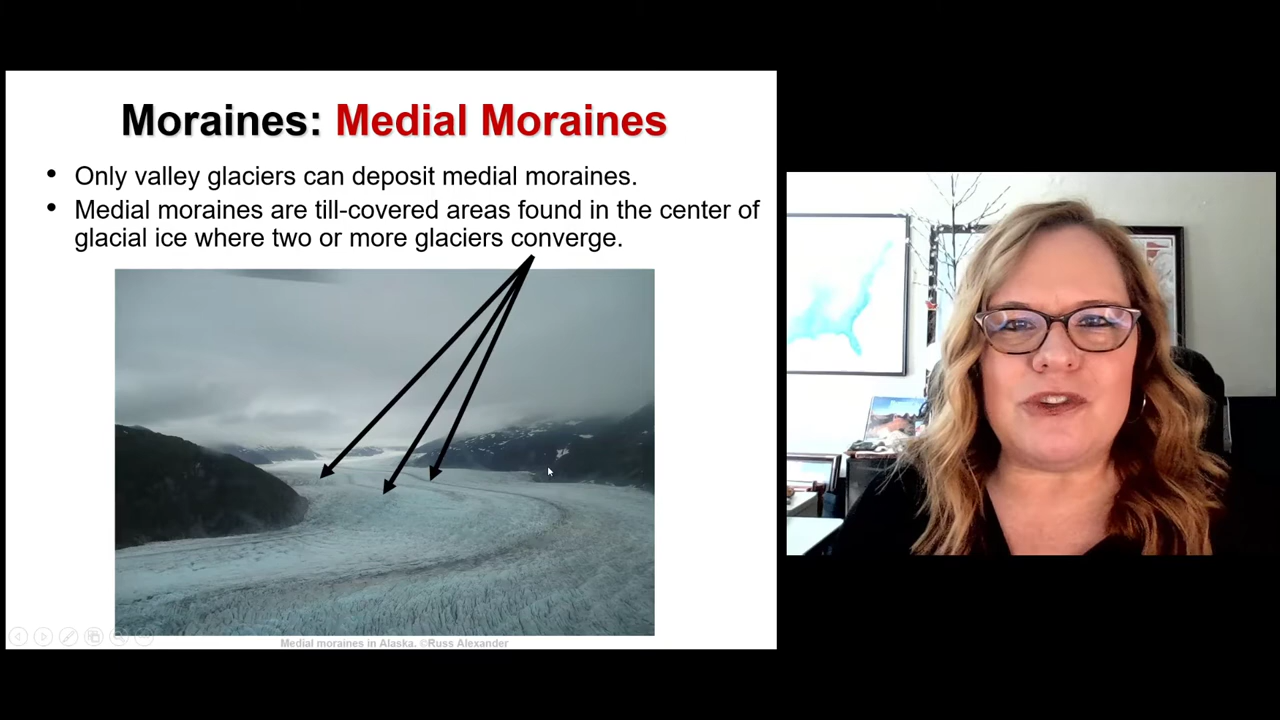 Moraines: Medial Moraines
• Only valley glaciers can deposit medial moraines.
• Medial moraines are till-covered areas found in the center of
glacial ice where two or more glaciers converge.
Medial moraines in Alaska. ©Russ Alexander